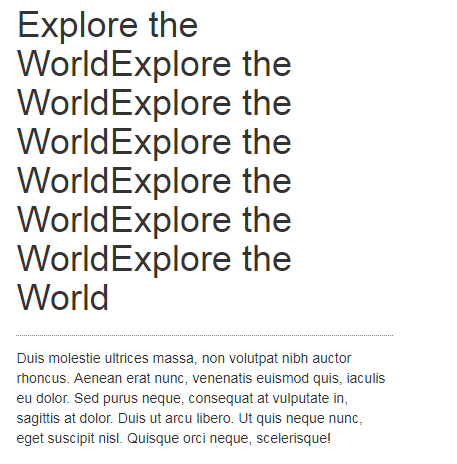 Explore the
WorldExplore the
WorldExplore the
WorldExplore the
WorldExplore the
WorldExplore the
WorldExplore the
World
Duis molestie ultrices massa, non volutpat nibh auctor
rhoncus. Aenean erat nunc, venenatis euismod quis, iaculis
eu dolor. Sed purus neque, consequat at vulputate in,
sagittis at dolor. Duis ut arcu libero. Ut quis neque nunc,
eget suscipit nisl. Quisque orci neque, scelerisque!